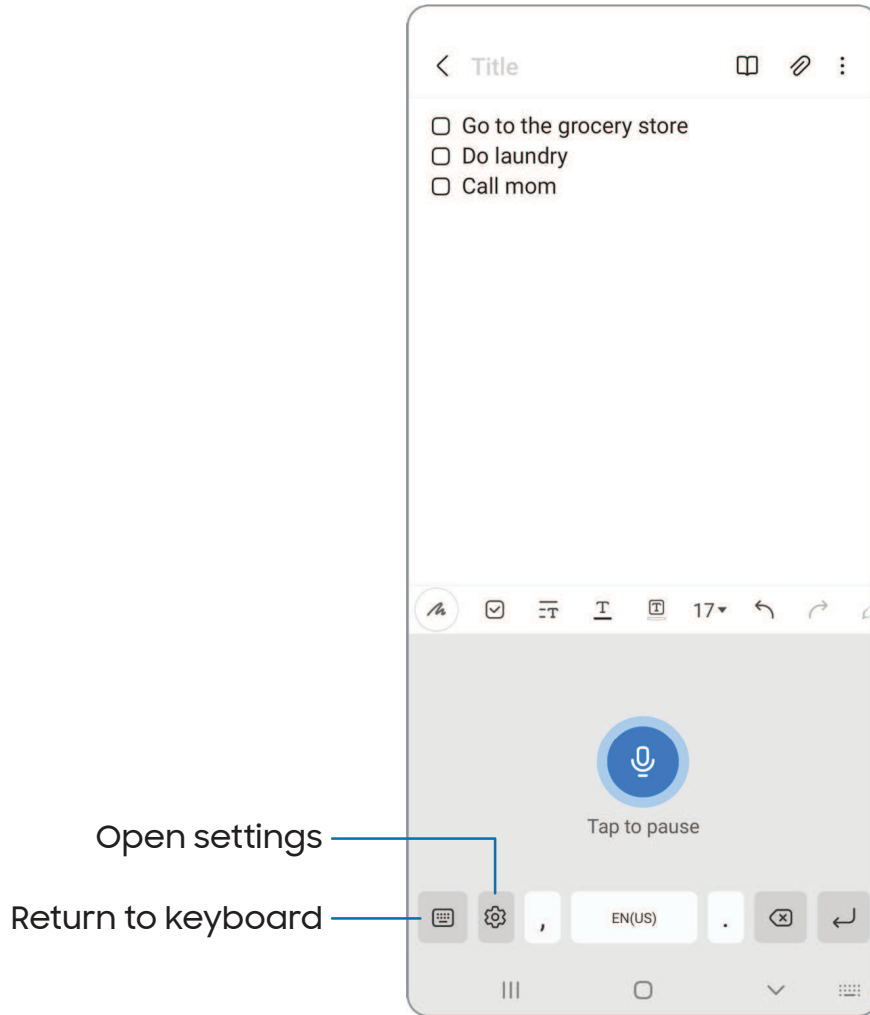 Title
Go to the grocery store
Do laundry
Call mom
17
Tap to pause
Open settings
Return to keyboard
, EN(US) .